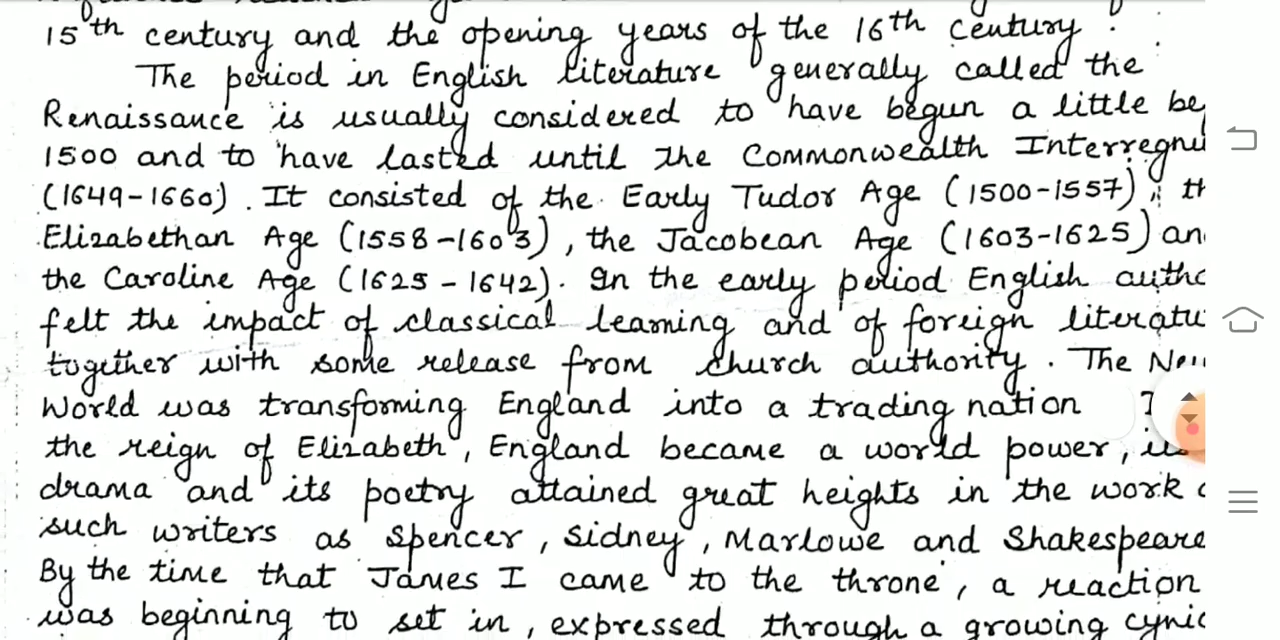 15th century and the opening years of the 16th century.
The period in English literature generally called the
Renaissance is usually considered to have begun a little be
1500 and to have lasted until the Commonwealth Interregnu
(1649-1660). It consisted of the Early Tudor Age (1500-1557), th
Elizabethan Age (1558-1603), the Jacobean Age (1603-1625) an
the Caroline Age (1625-1642). In the early period English autho
felt the impact of classical learning and of foreign literatu
together with some release from church authority. The New
World was transforming England into a trading nation
the reign of Elizabeth, England became a world power, its
drama and its poetry attained great heights in the work o
such writers as Spencer, Sidney, Marlowe and Shakespeare
By the time that James I came to the throne, a reaction
was beginning to set in, expressed through a growing cynic